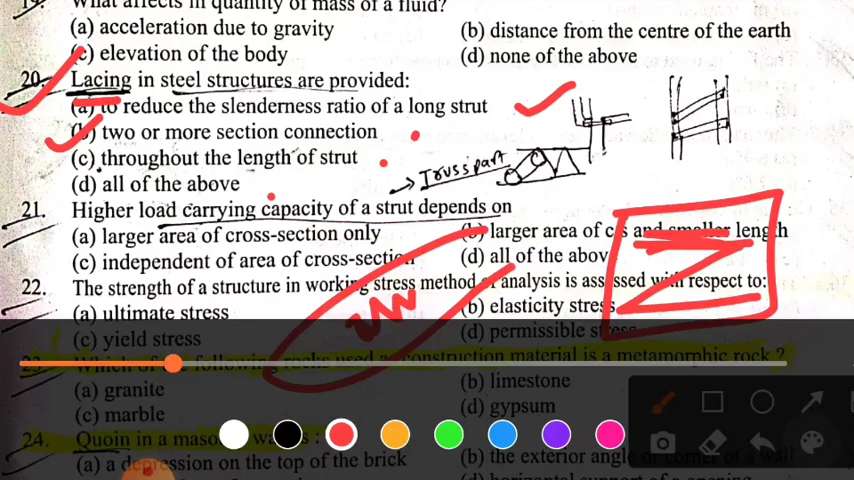 19. What affects in quantity of mass of a fluid?
(a) acceleration due to gravity (b) distance from the centre of the earth
(c) elevation of the body (d) none of the above
20. Lacing in steel structures are provided:
(a) to reduce the slenderness ratio of a long strut
(b) two or more section connection
(c) throughout the length of strut
(d) all of the above
Truss part
21. Higher load carrying capacity of a strut depends on
(a) larger area of cross-section only (b) larger area of c/s and smaller length
(c) independent of area of cross-section (d) all of the above
22. The strength of a structure in working stress method of analysis is assessed with respect to:
(a) ultimate stress (b) elasticity stress
(c) yield stress (d) permissible stress
23. Which of the following rocks used as construction material is a metamorphic rock ?
(a) granite (b) limestone
(c) marble (d) gypsum
24. Quoin in a masonry wall is :
(a) a depression on the top of the brick (b) the exterior angle or corner of a wall
(d) horizontal support of a opening